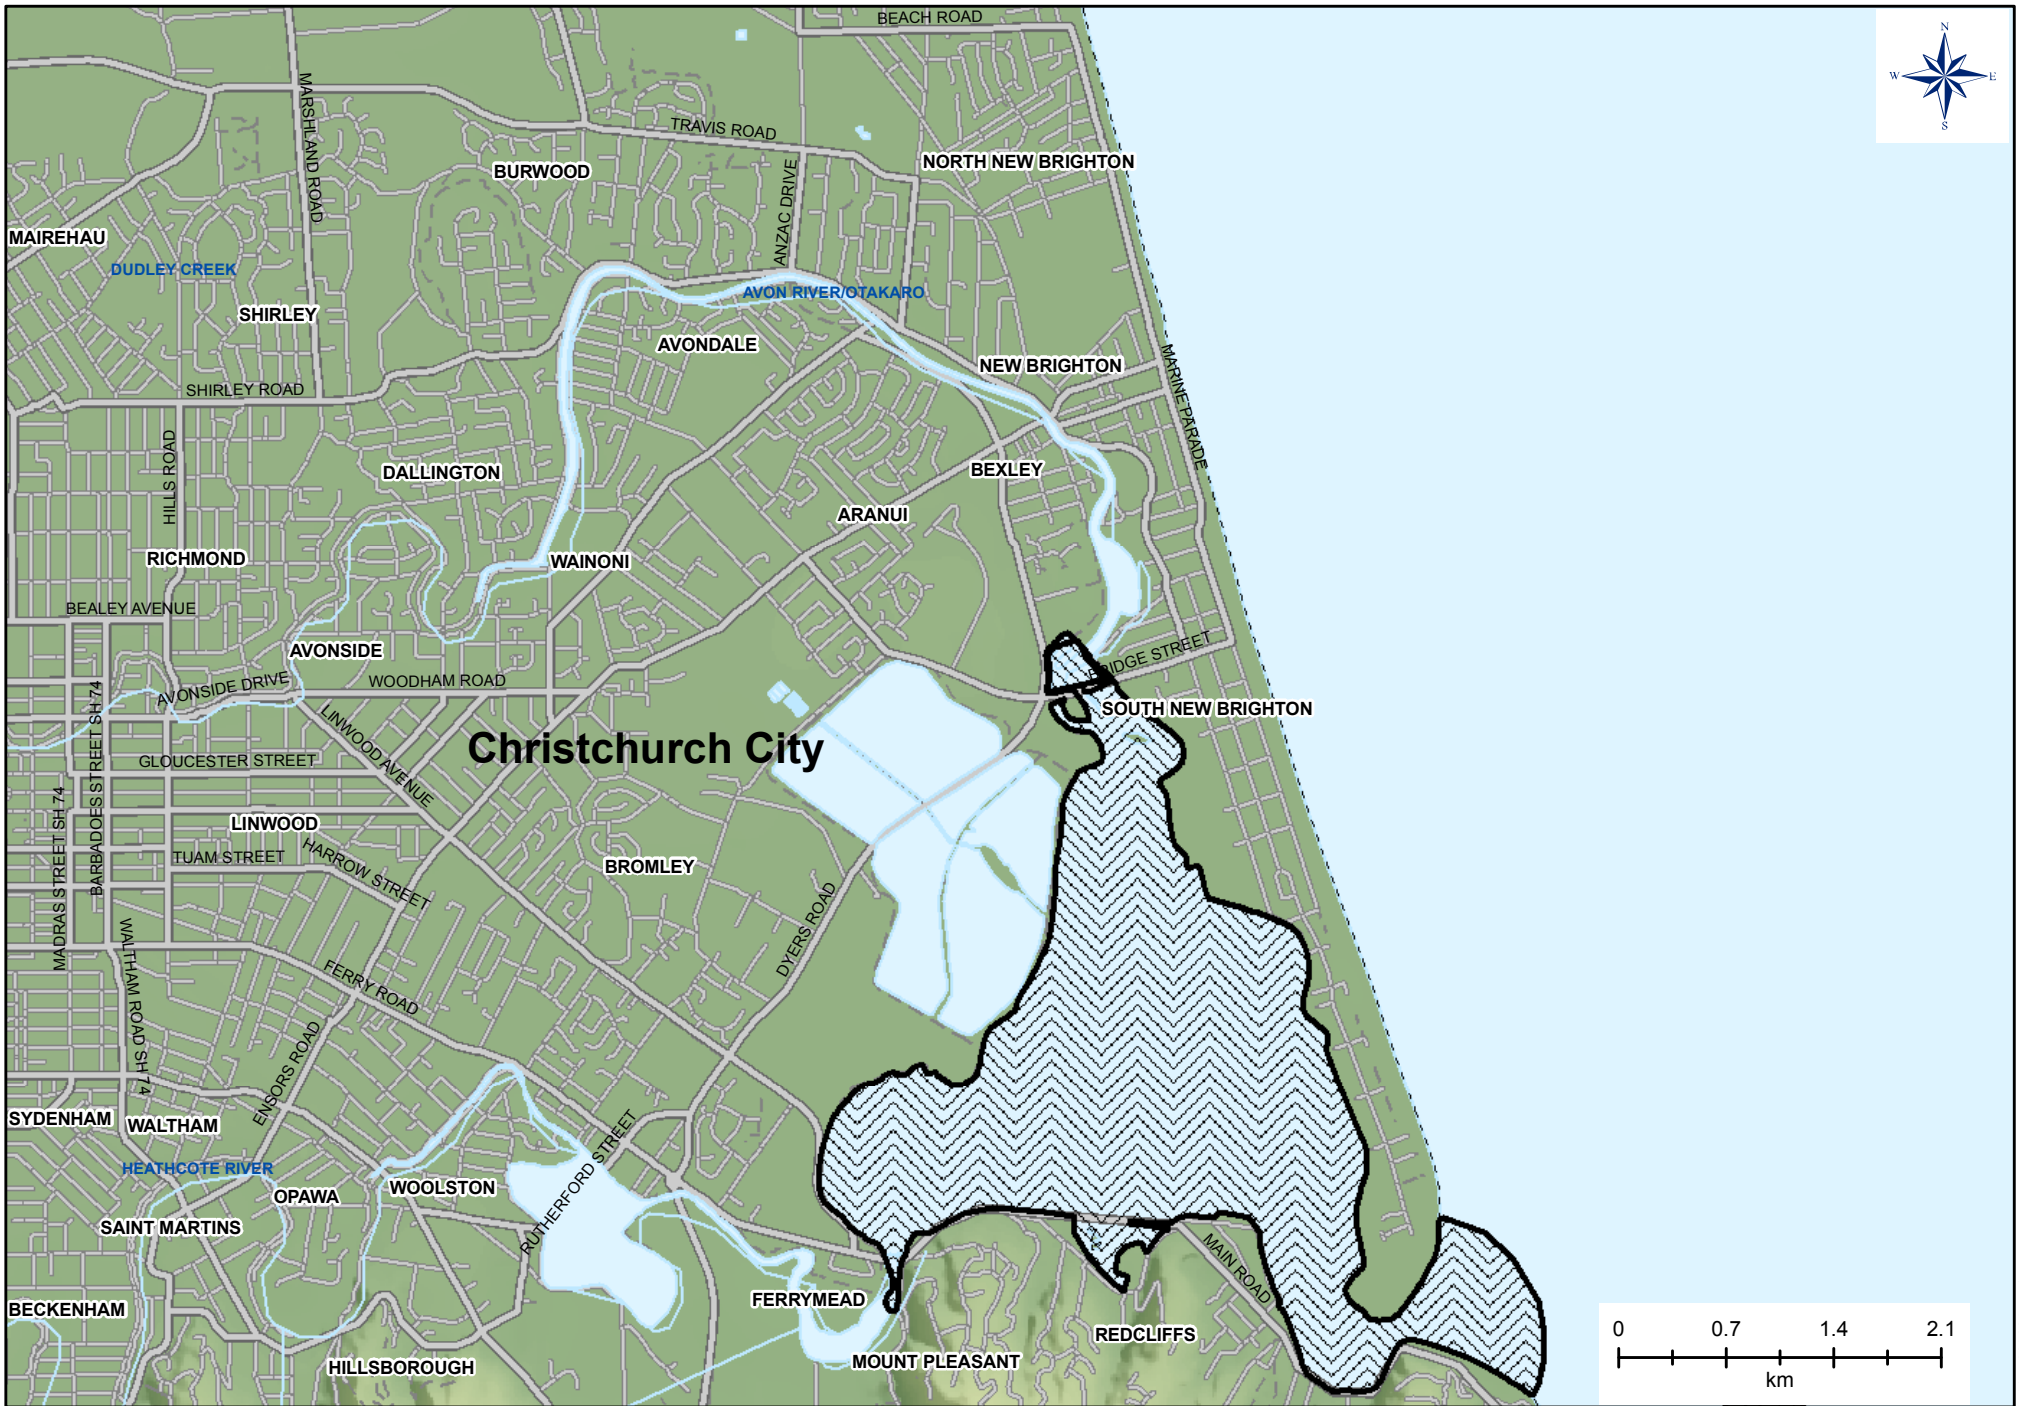 BEACH ROAD
N
W E
S
MARSHLAND ROAD
TRAVIS ROAD
NORTH NEW BRIGHTON
BURWOOD
ANZAC DRIVE
MAIREHAU
DUDLEY CREEK
AVON RIVER/OTAKARO
SHIRLEY
AVONDALE
NEW BRIGHTON
MARINE PARADE
SHIRLEY ROAD
HILLS ROAD
DALLINGTON
BEXLEY
ARANUI
RICHMOND
WAINONI
BEALEY AVENUE
AVONSIDE
BRIDGE STREET
WOODHAM ROAD
AVONSIDE DRIVE
SOUTH NEW BRIGHTON
LINWOOD AVENUE
Christchurch City
GLOUCESTER STREET
MADRAS STREET SH 74
BARBADOES STREET SH 74
LINWOOD
HARROW STREET
TUAM STREET
BROMLEY
DYERS ROAD
WALTHAM ROAD SH 74
FERRY ROAD
ENSORS ROAD
SYDENHAM
WALTHAM
RUTHERFORD STREET
HEATHCOTE RIVER
OPAWA
WOOLSTON
SAINT MARTINS
MAIN ROAD
BECKENHAM
FERRYMEAD
REDCLIFFS
HILLSBOROUGH
MOUNT PLEASANT
0 0.7 1.4 2.1
km